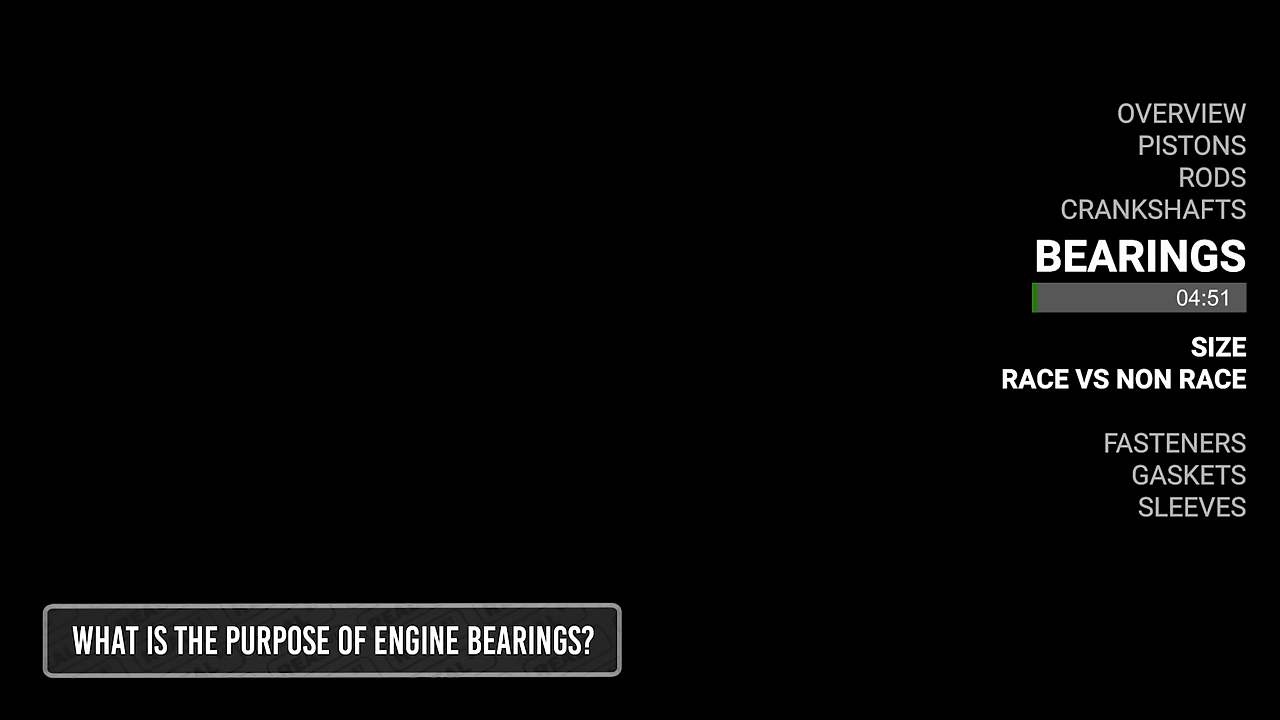 OVERVIEW
PISTONS
RODS
CRANKSHAFTS
BEARINGS
04:51
SIZE
RACE VS NON RACE
FASTENERS
GASKETS
SLEEVES
WHAT IS THE PURPOSE OF ENGINE BEARINGS?